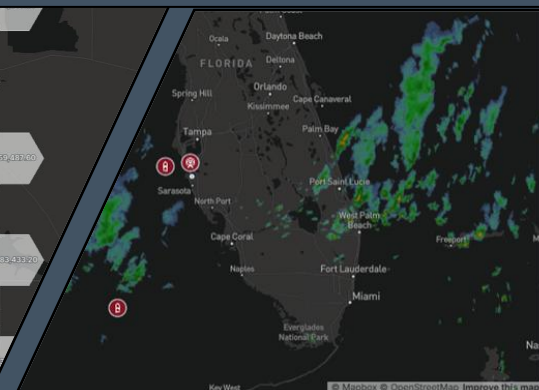 Ocala
Daytona Beach
FLORIDA
Deltona
Orlando
Spring Hill
Kissimmee
Cape Canaveral
Tampa
Palm Bay
Sarasota
Port Saint Lucie
North Port
West Palm
Beach
Cape Coral
Freeport
Naples
Fort Lauderdale
Miami
Everglades
National Park
Key West
© Mapbox © OpenStreetMap Improve this map